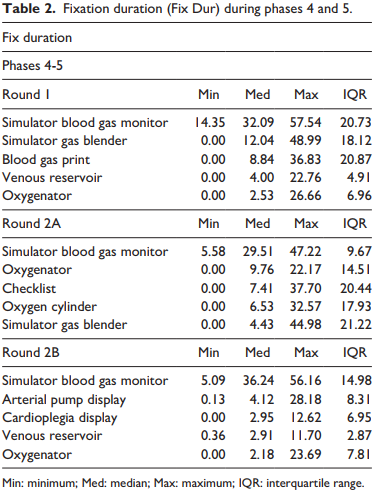 Table 2. Fixation duration (Fix Dur) during phases 4 and 5.
Fix duration
Phases 4-5
Round 1 Min Med Max IQR
Simulator blood gas monitor 14.35 32.09 57.54 20.73
Simulator gas blender 0.00 12.04 48.99 18.12
Blood gas print 0.00 8.84 36.83 20.87
Venous reservoir 0.00 4.00 22.76 4.91
Oxygenator 0.00 2.53 26.66 6.96
Round 2A Min Med Max IQR
Simulator blood gas monitor 5.58 29.51 47.22 9.67
Oxygenator 0.00 9.76 22.17 14.51
Checklist 0.00 7.41 37.70 20.44
Oxygen cylinder 0.00 6.53 32.57 17.93
Simulator gas blender 0.00 4.43 44.98 21.22
Round 2B Min Med Max IQR
Simulator blood gas monitor 5.09 36.24 56.16 14.98
Arterial pump display 0.13 4.12 28.18 8.31
Cardioplegia display 0.00 2.95 12.62 6.95
Venous reservoir 0.36 2.91 11.70 2.87
Oxygenator 0.00 2.18 23.69 7.81
Min: minimum; Med: median; Max: maximum; IQR: interquartile range.